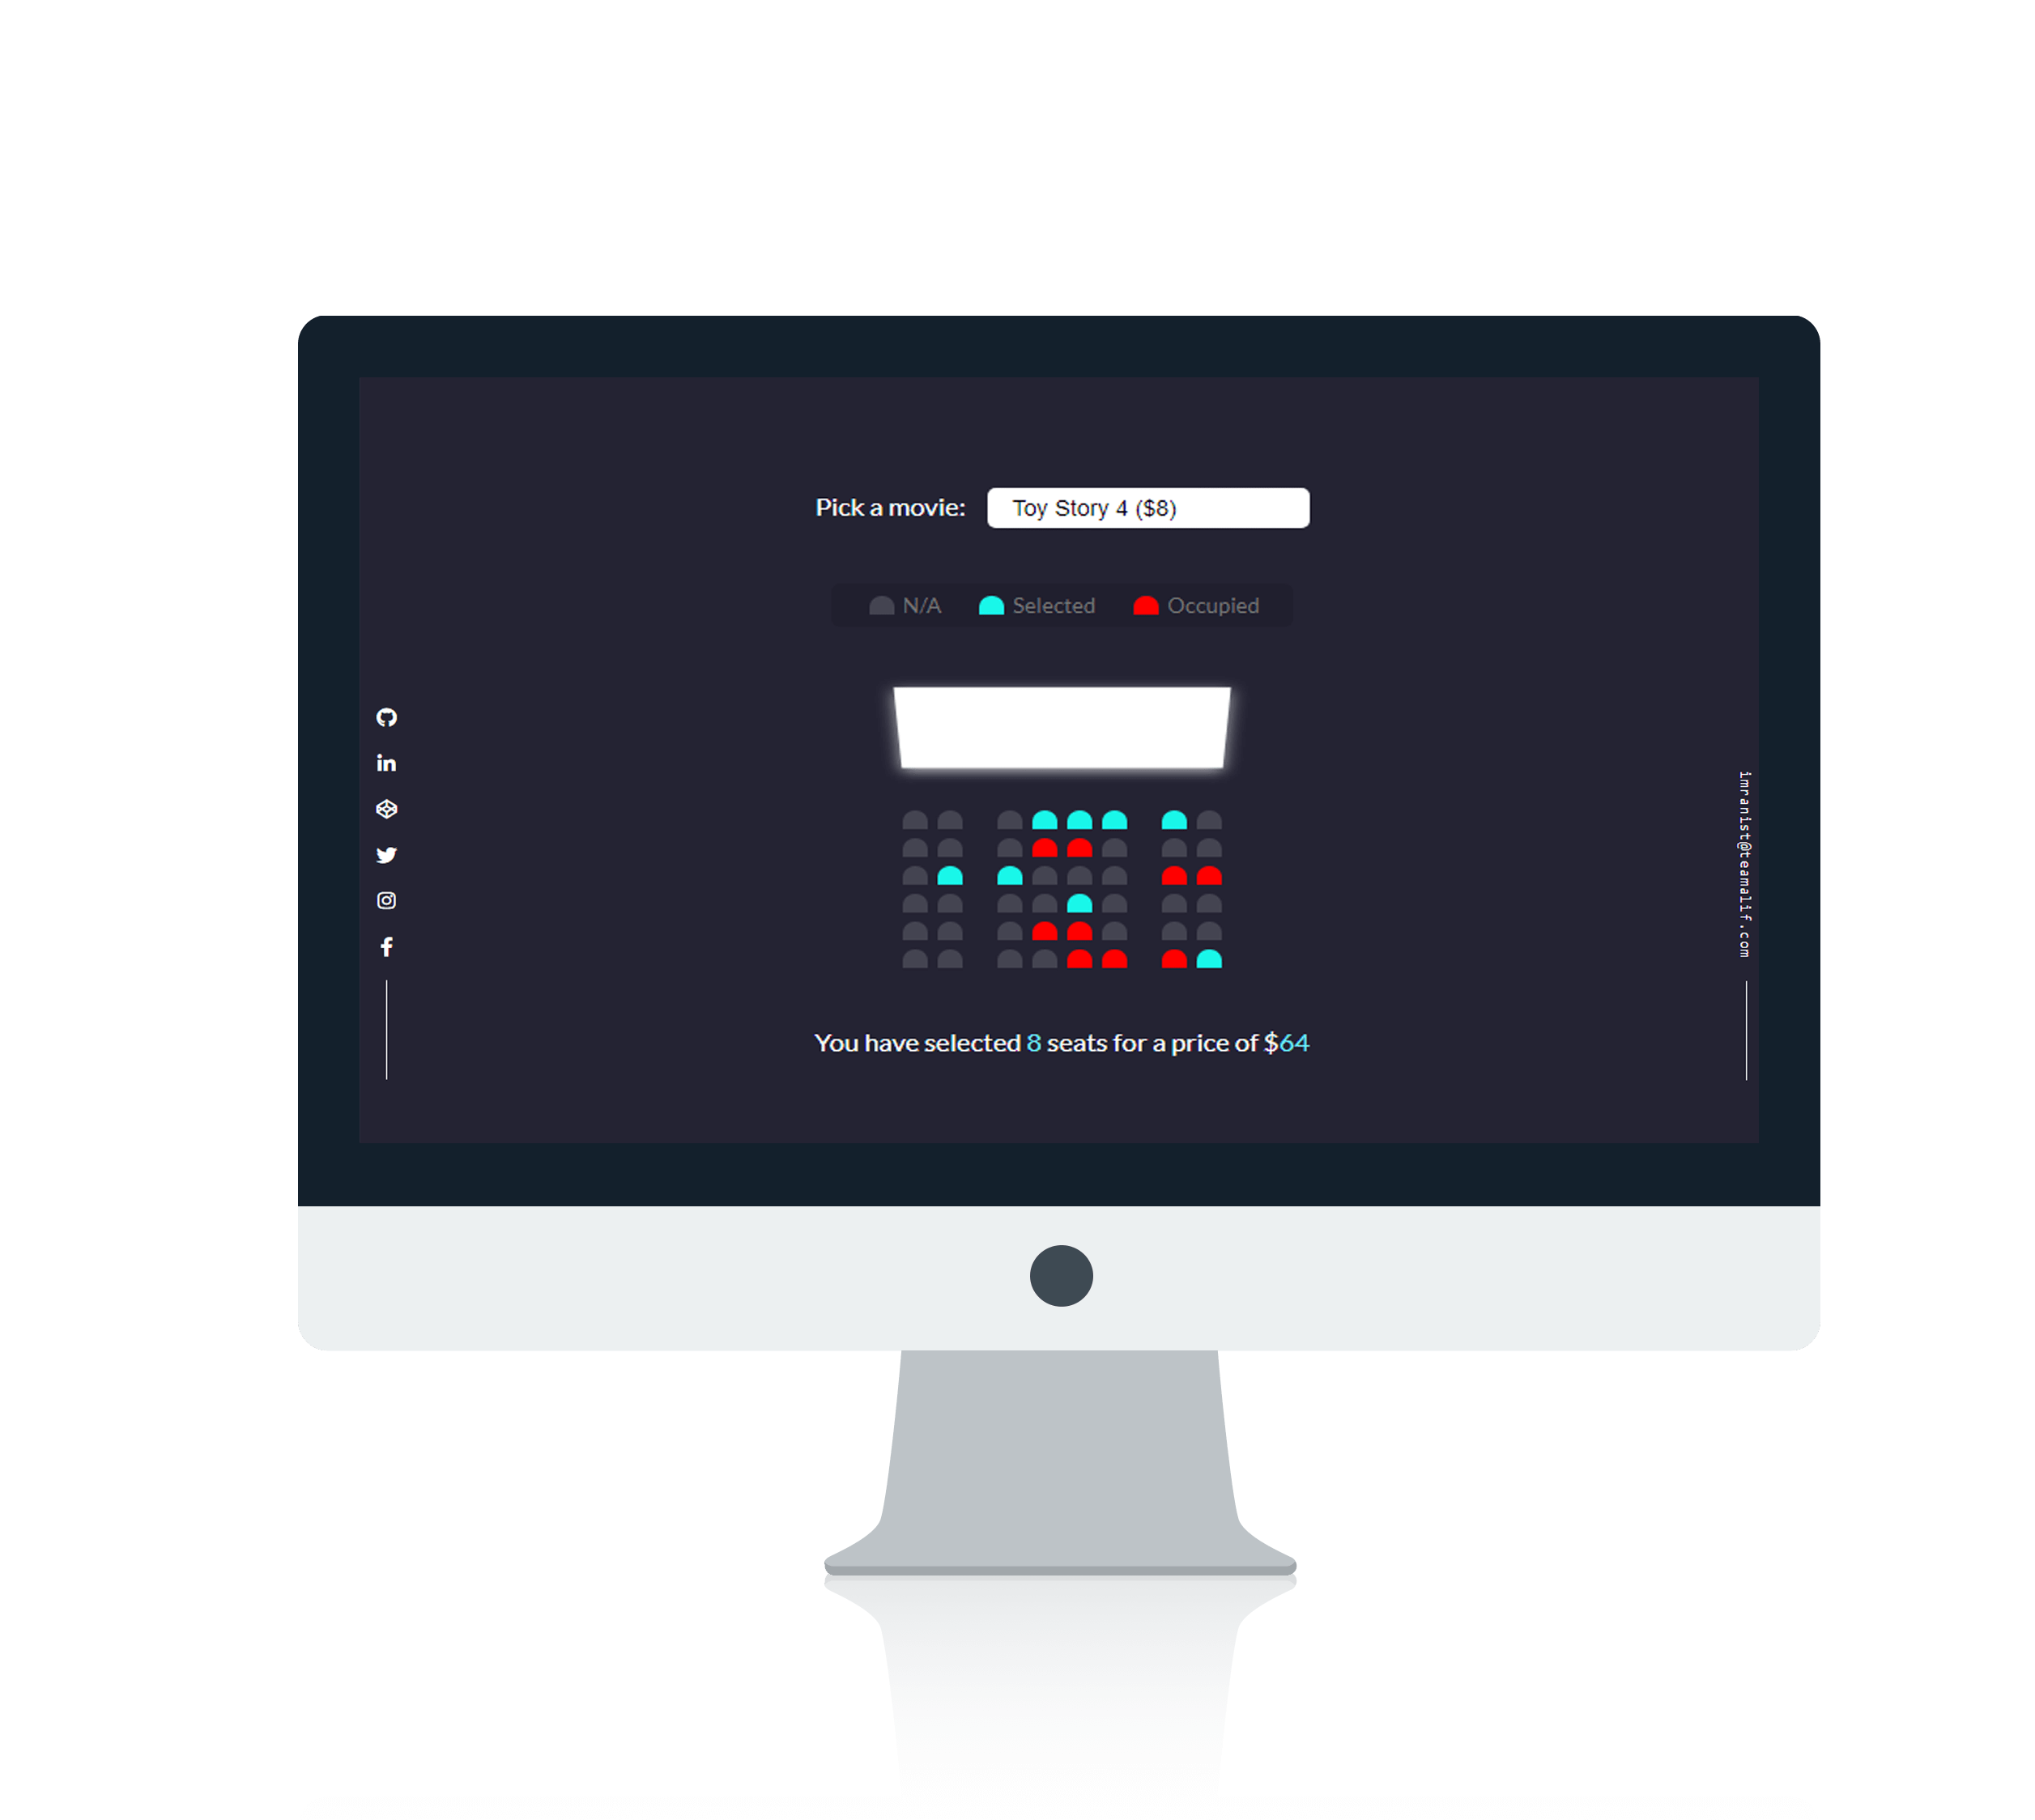 Pick a movie:
Toy Story 4 ($8)
N/A
Selected
Occupied
in
imranist@teamalif.com
You have selected 8 seats for a price of $64